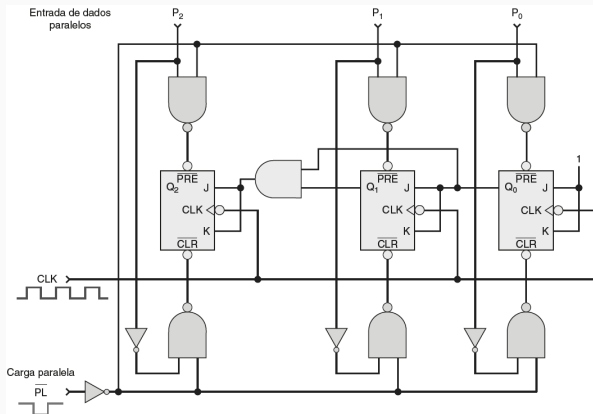 Entrada de dados
paralelos
P2
P1
P0
1
PRE
Q2
J
CLK
K
CLR
PRE
Q1
J
CLK
K
CLR
PRE
Q0
J
CLK
K
CLR
CLK
Carga paralela
PL